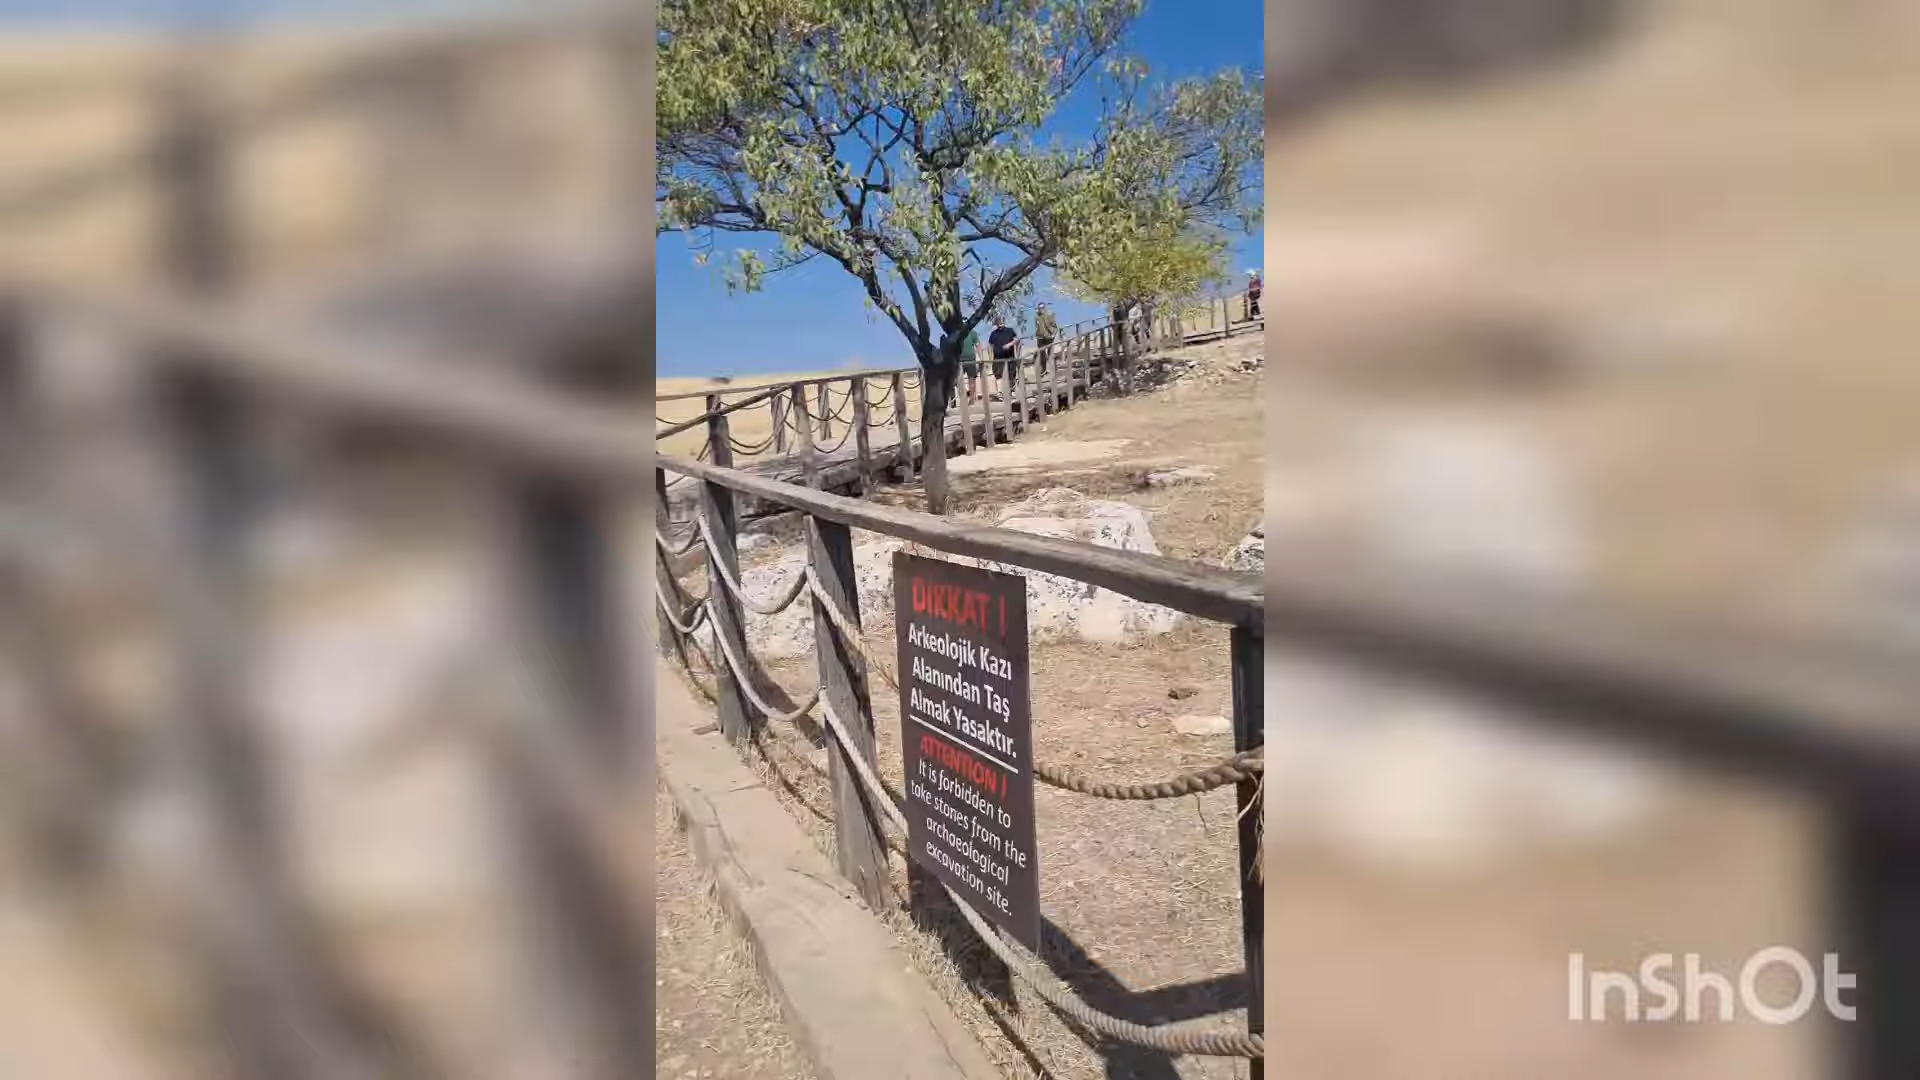 DİKKAT !
Arkeolojik Kazı
Alanından Taş
Almak Yasaktır.
ATTENTION !
It is forbidden to
take stones from the
archaeological
excavation site.
InShOt